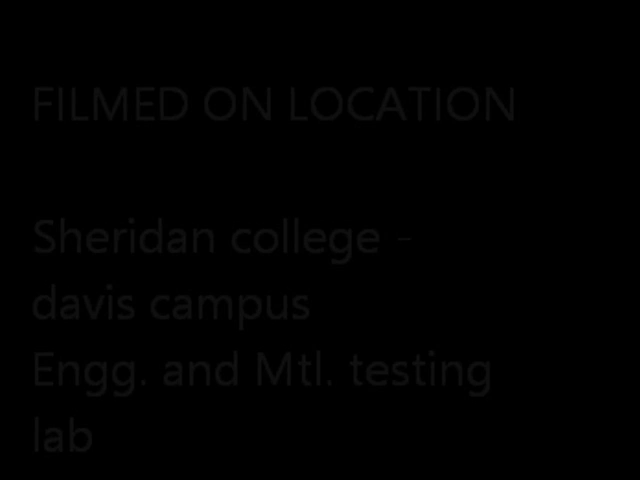 FILMED ON LOCATION
Sheridan college -
davis campus
Engg. and Mtl. testing
lab